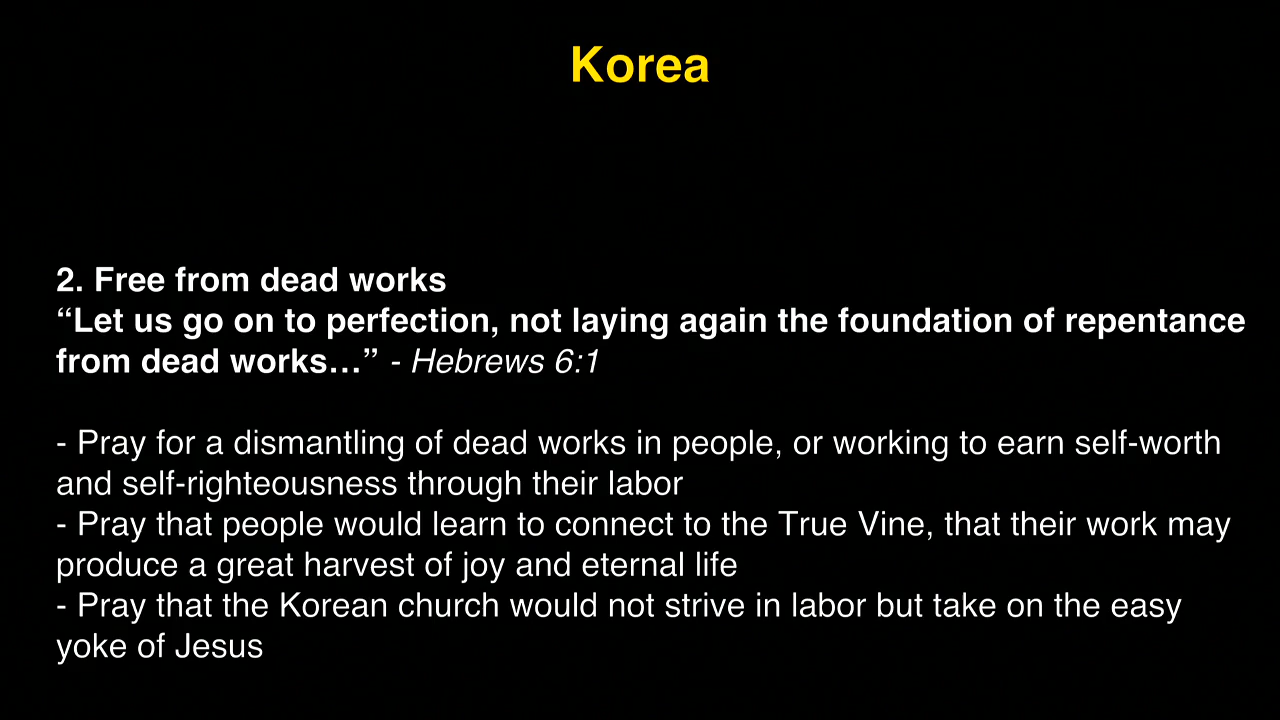 Korea
2. Free from dead works
“Let us go on to perfection, not laying again the foundation of repentance
from dead works…” - Hebrews 6:1
- Pray for a dismantling of dead works in people, or working to earn self-worth
and self-righteousness through their labor
- Pray that people would learn to connect to the True Vine, that their work may
produce a great harvest of joy and eternal life
- Pray that the Korean church would not strive in labor but take on the easy
yoke of Jesus